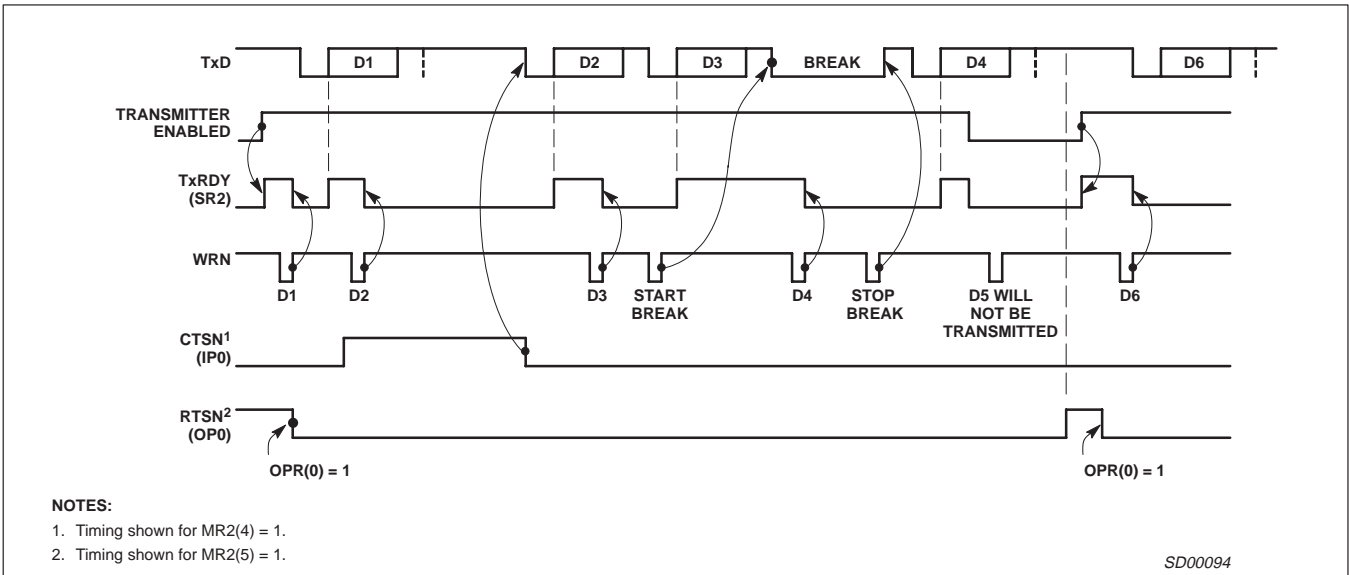 TxD
D1
D2
D3
BREAK
D4
D6
TRANSMITTER
ENABLED
TxRDY
(SR2)
WRN
D1
D2
D3
START
BREAK
D4
STOP
BREAK
D5 WILL
NOT BE
TRANSMITTED
D6
CTSN1
(IP0)
RTSN2
(OP0)
OPR(0) = 1
OPR(0) = 1
NOTES:
1. Timing shown for MR2(4) = 1.
2. Timing shown for MR2(5) = 1.
SD00094